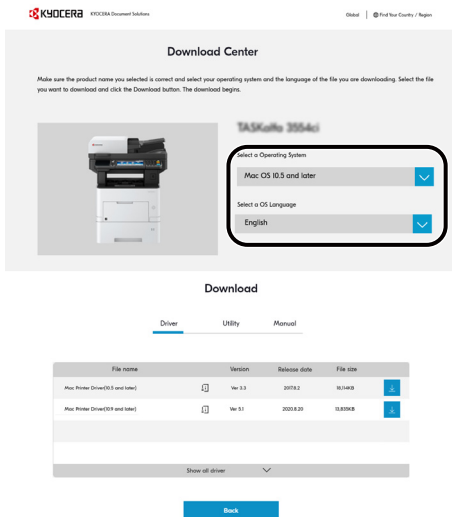 KYOCERA
KYOCERA Document Solutions
Global
Find Your Country / Region
Download Center
Make sure the product name you selected is correct and select your operating system and the language of the file you are downloading. Select the file
you want to download and click the Download button. The download begins.
TASKalfa 3554ci
Select a Operating System
Mac OS 10.5 and later
Select a OS Language
English
Download
Driver Utility Manual
File name Version Release date File size
Mac Printer Driver(10.5 and later) Ver 3.3 2017.8.2 16,114KB
Mac Printer Driver(10.9 and later) Ver 5.1 2020.8.20 13,835KB
Show all driver
Back